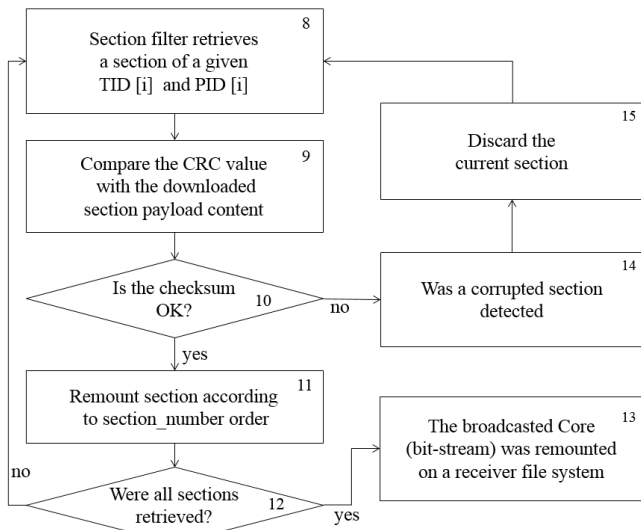 8
Section filter retrieves
a section of a given
TID [i] and PID [i]
9
Compare the CRC value
with the downloaded
section payload content
Is the checksum
OK?
10
no
yes
14
Was a corrupted section
detected
15
Discard the
current section
11
Remount section according
to section_number order
Were all sections
retrieved?
12
no
yes
13
The broadcasted Core
(bit-stream) was remounted
on a receiver file system